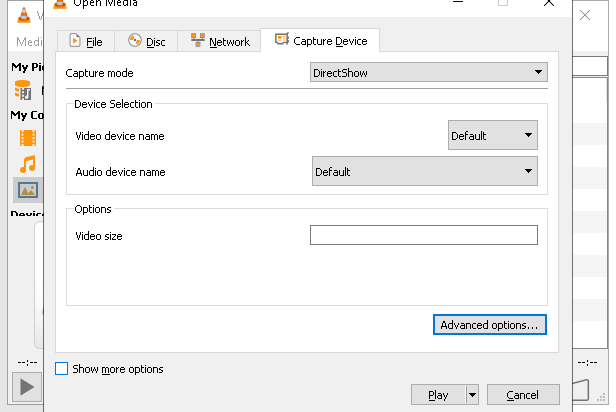 Open Media
V
Medi
File
Disc
Network
Capture Device
My Pi
Capture mode
DirectShow
My Co
Device Selection
Video device name
Default
Audio device name
Default
Device
Options
Video size
Advanced options...
--:--
--:--
Show more options
Play
Cancel